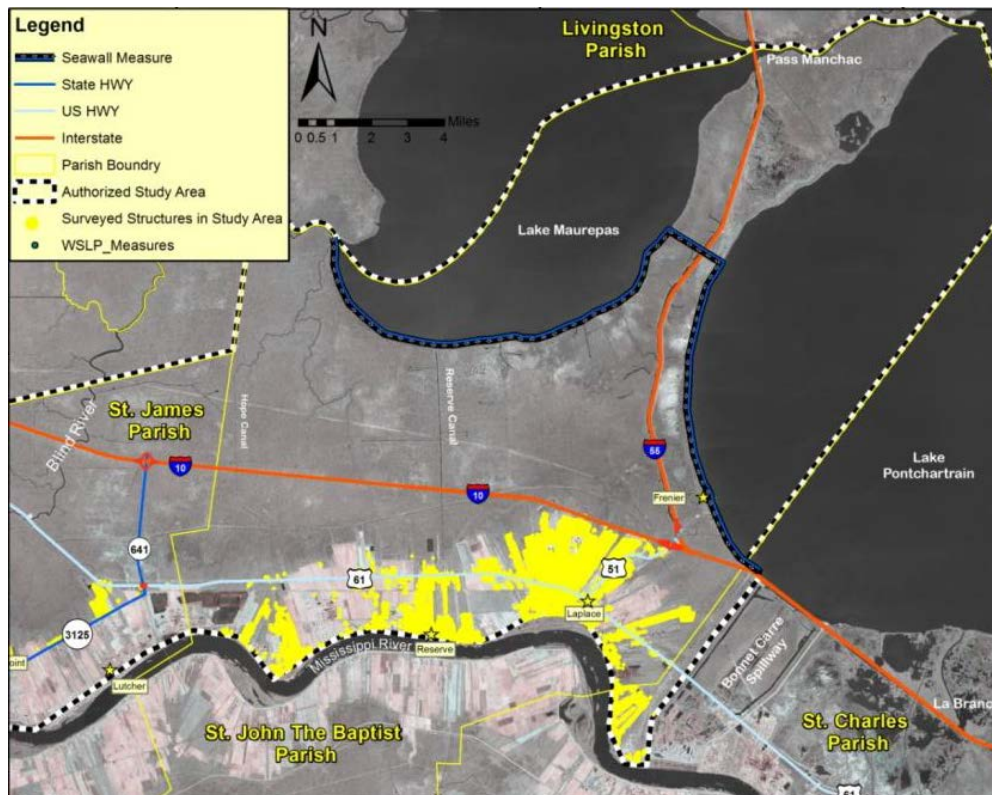 Legend
Seawall Measure
State HWY
US HWY
Interstate
Parish Boundry
Authorized Study Area
Surveyed Structures in Study Area
WSLP_Measures
N
Miles
0 0.5 1 2 3 4
Livingston
Parish
Pass Manchac
Lake Maurepas
St. James
Parish
Blind River
Hope Canal
Reserve Canal
55
Lake
Pontchartrain
10
10
Frenier
641
61
51
Laplace
3125
oint
Lutcher
Mississippi River
Reserve
Bonnet Carre
Spillway
La Branc
St. John The Baptist
Parish
St. Charles
Parish
61